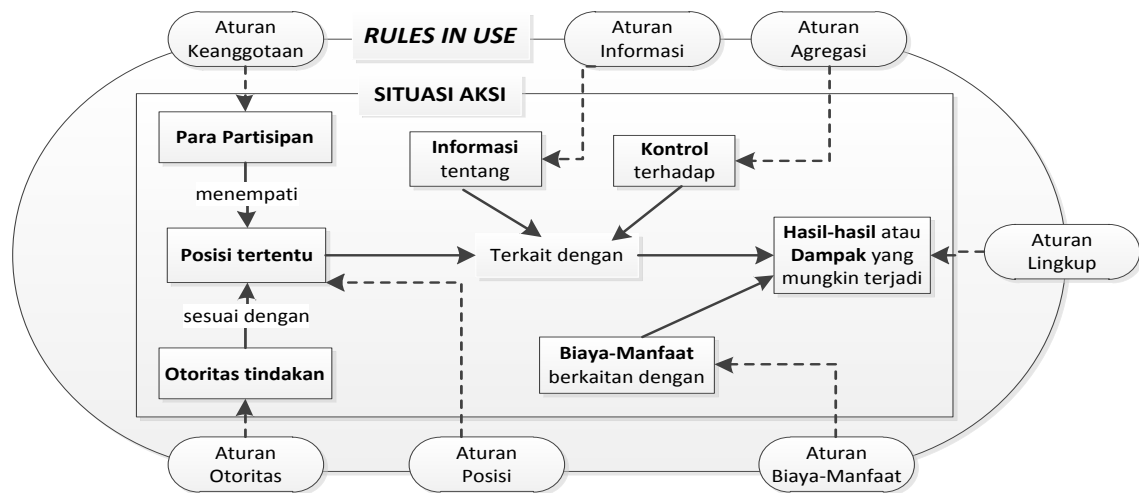 Aturan
Keanggotaan
RULES IN USE
Aturan
Informasi
Aturan
Agregasi
SITUASI AKSI
Para Partisipan
Informasi
tentang
Kontrol
terhadap
menempati
Posisi tertentu
Terkait dengan
Hasil-hasil atau
Dampak yang
mungkin terjadi
Aturan
Lingkup
sesuai dengan
Otoritas tindakan
Biaya-Manfaat
berkaitan dengan
Aturan
Otoritas
Aturan
Posisi
Aturan
Biaya-Manfaat